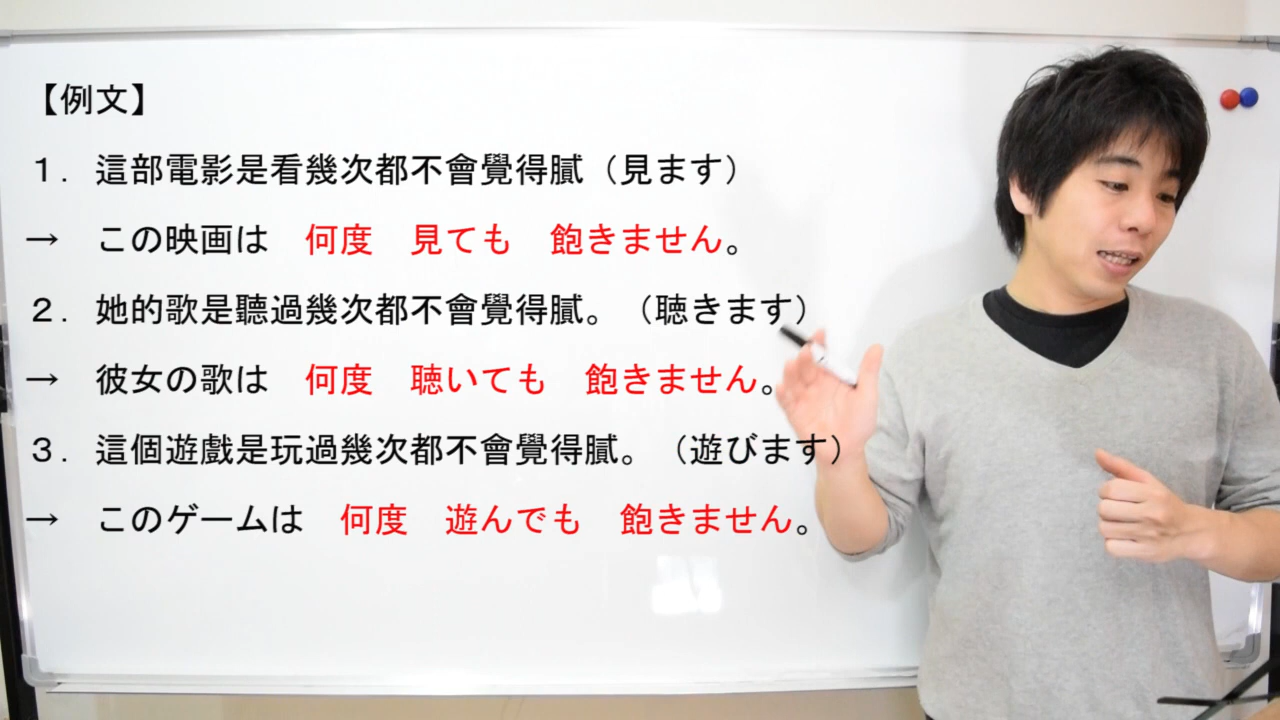 【例文】
１．這部電影是看幾次都不會覺得膩（見ます）
→　この映画は　何度　見ても　飽きません。
２．她的歌是聽過幾次都不會覺得膩。（聴きます）
→　彼女の歌は　何度　聴いても　飽きません。
３．這個遊戲是玩過幾次都不會覺得膩。（遊びます）
→　このゲームは　何度　遊んでも　飽きません。